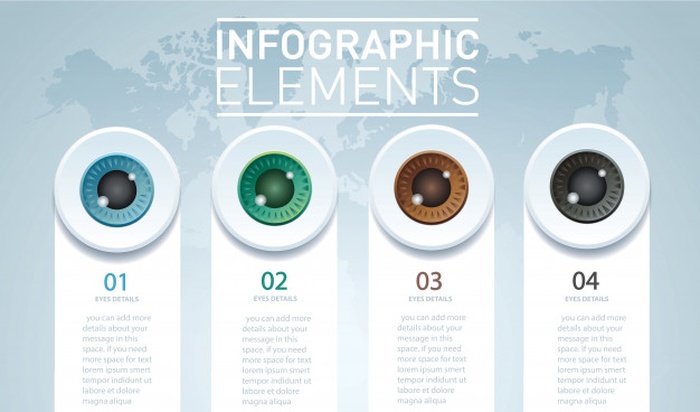 INFOGRAPHIC
ELEMENTS
01
EYES DETAILS
you can add more
details about your
message in this
space. if you need
more space for text
lorem ipsum smert
tempor indidunt ut
labore et dolore
magna aliqua
02
EYES DETAILS
you can add more
details about your
message in this
space. if you need
more space for text
lorem ipsum smert
tempor indidunt ut
labore et dolore
magna aliqua
03
EYES DETAILS
you can add more
details about your
message in this
space. if you need
more space for text
lorem ipsum smert
tempor indidunt ut
labore et dolore
magna aliqua
04
EYES DETAILS
you can add more
details about your
message in this
space. if you need
more space for text
lorem ipsum smert
tempor indidunt ut
labore et dolore
magna aliqua